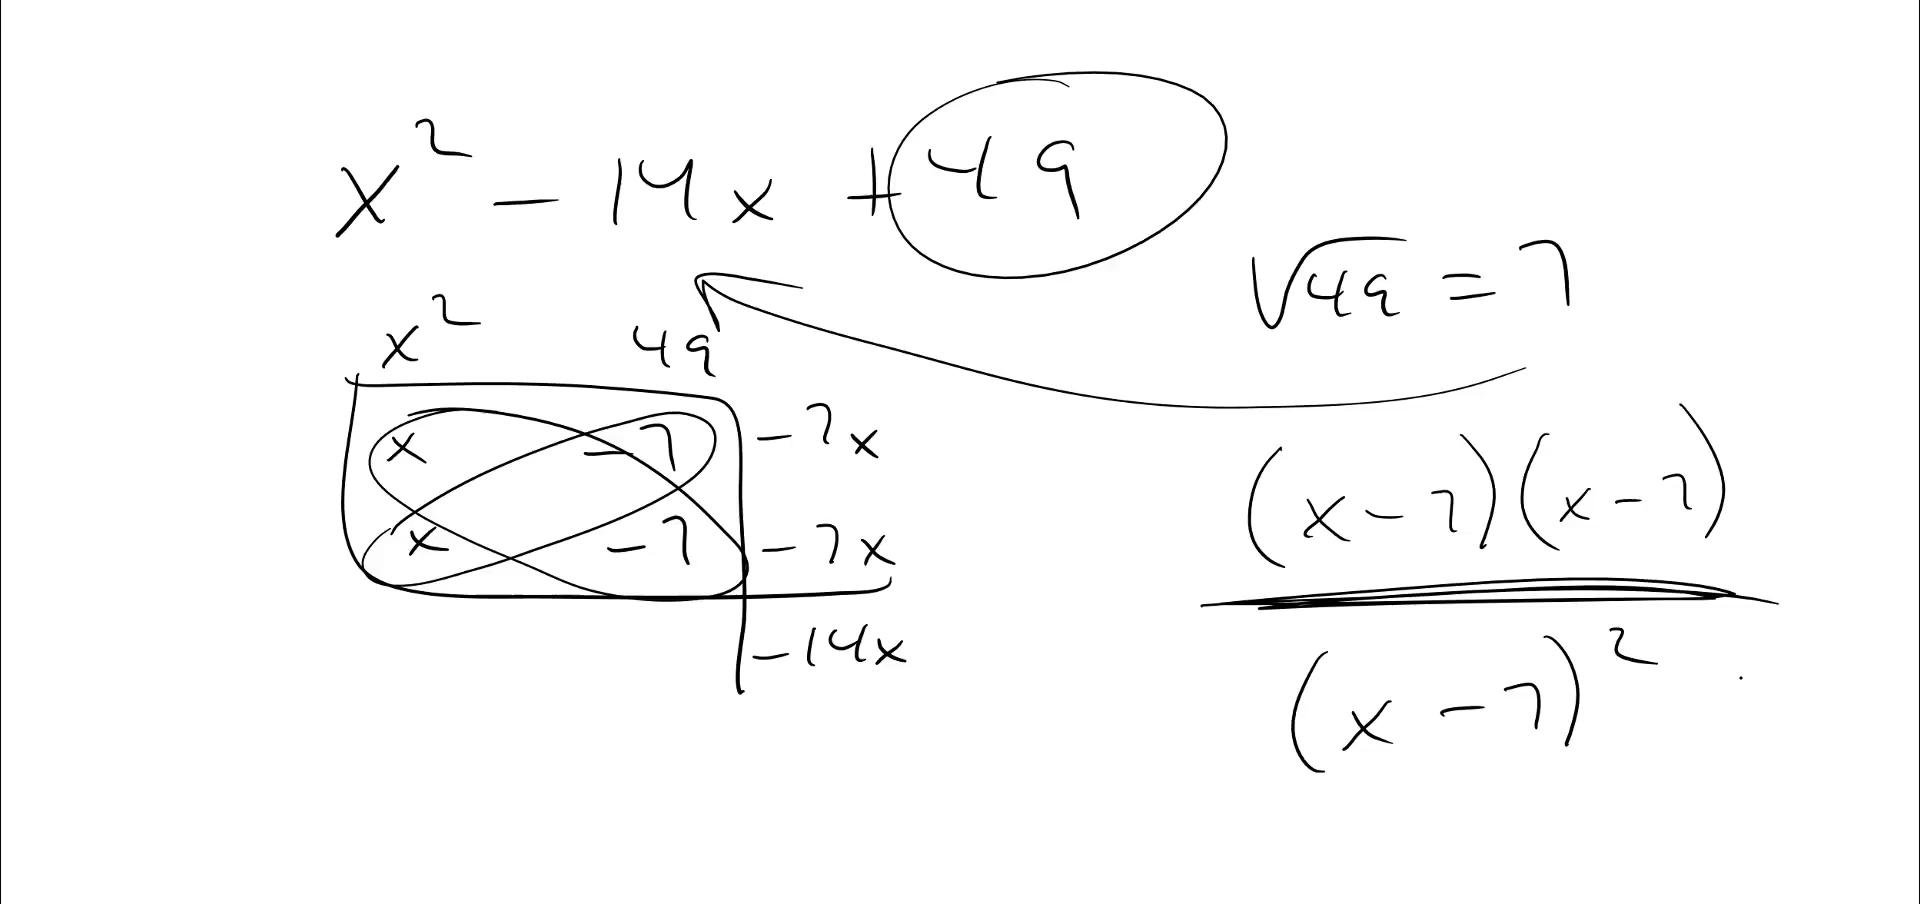 x² - 14x + 49
√49 = 7
x² 49
x -7 -7x
x -7 -7x
-14x
(x-7)(x-7)
(x-7)²